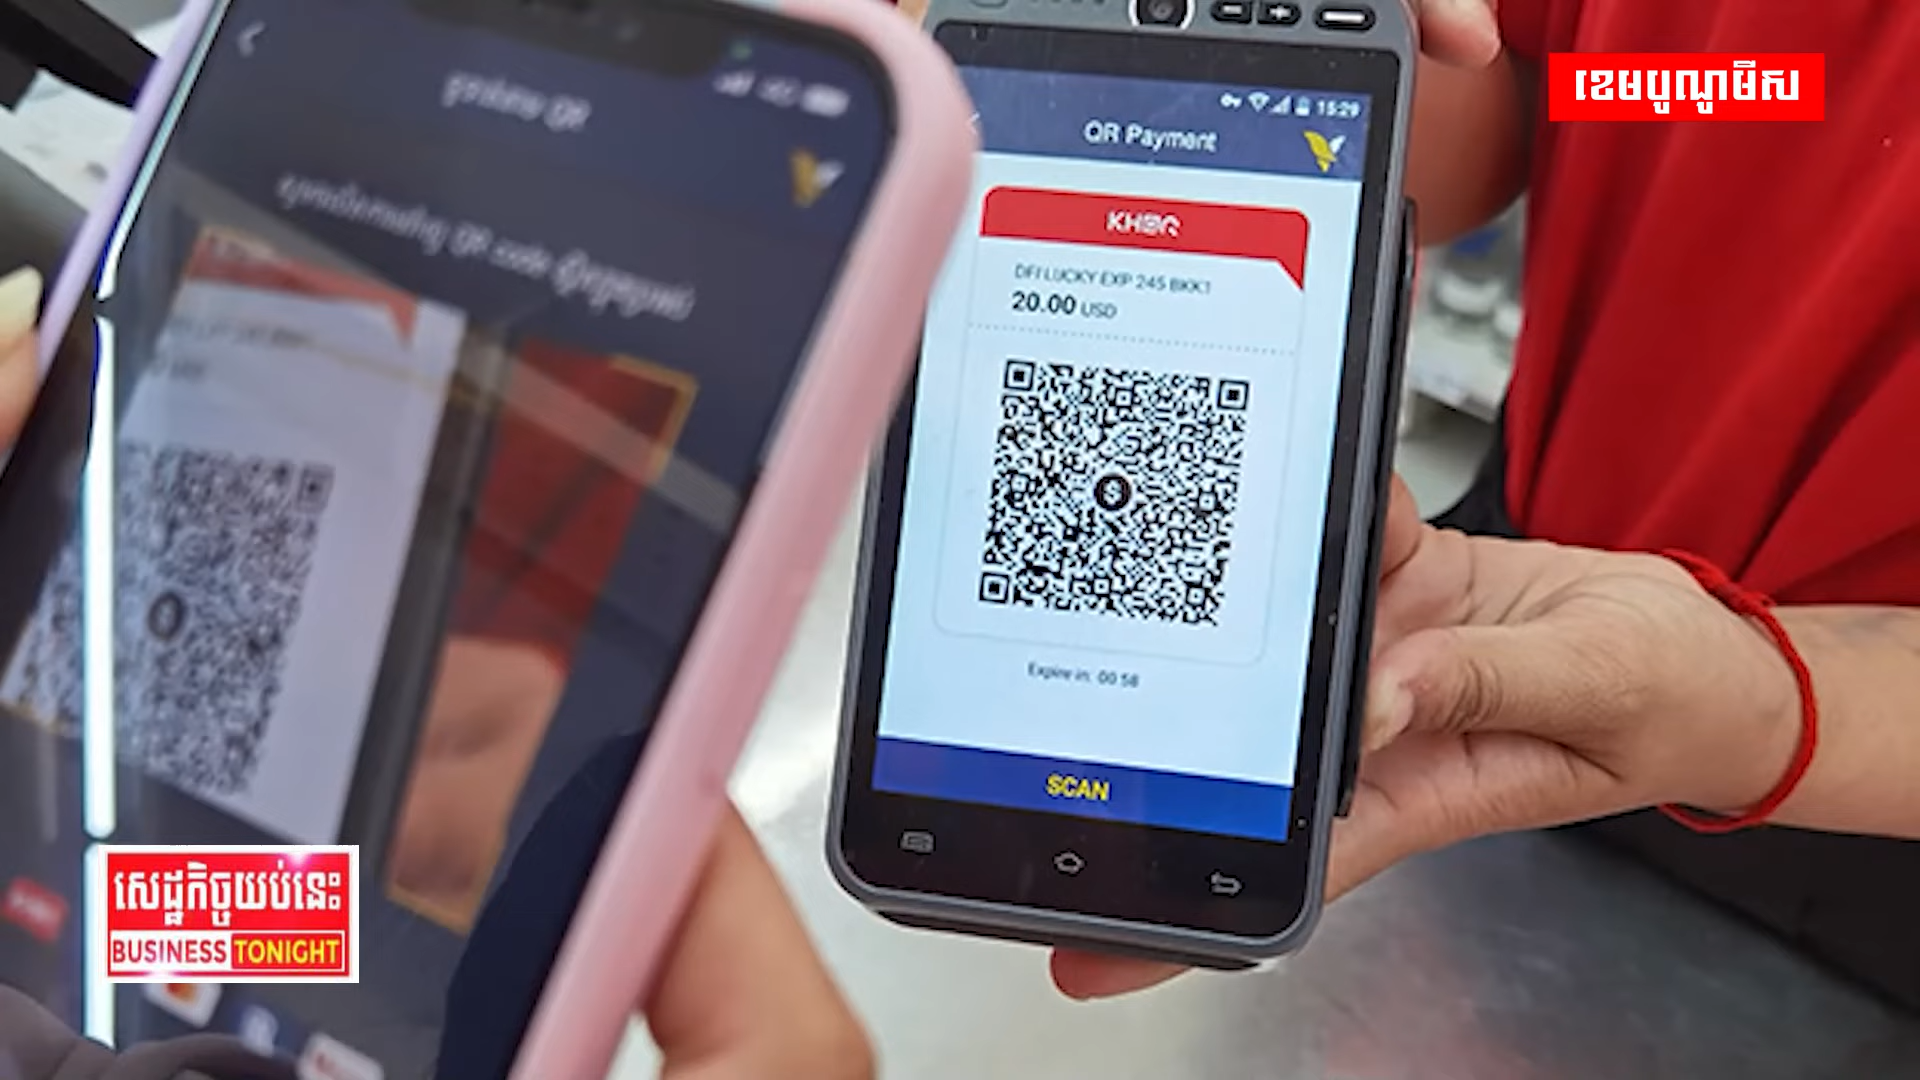 ខេមបូណូមីស
15:29
QR Payment
KHQR
DFI LUCKY EXP 245 BKK1
20.00 USD
Expire in: 00:58
SCAN
សេដ្ឋកិច្ចយប់នេះ
BUSINESS TONIGHT